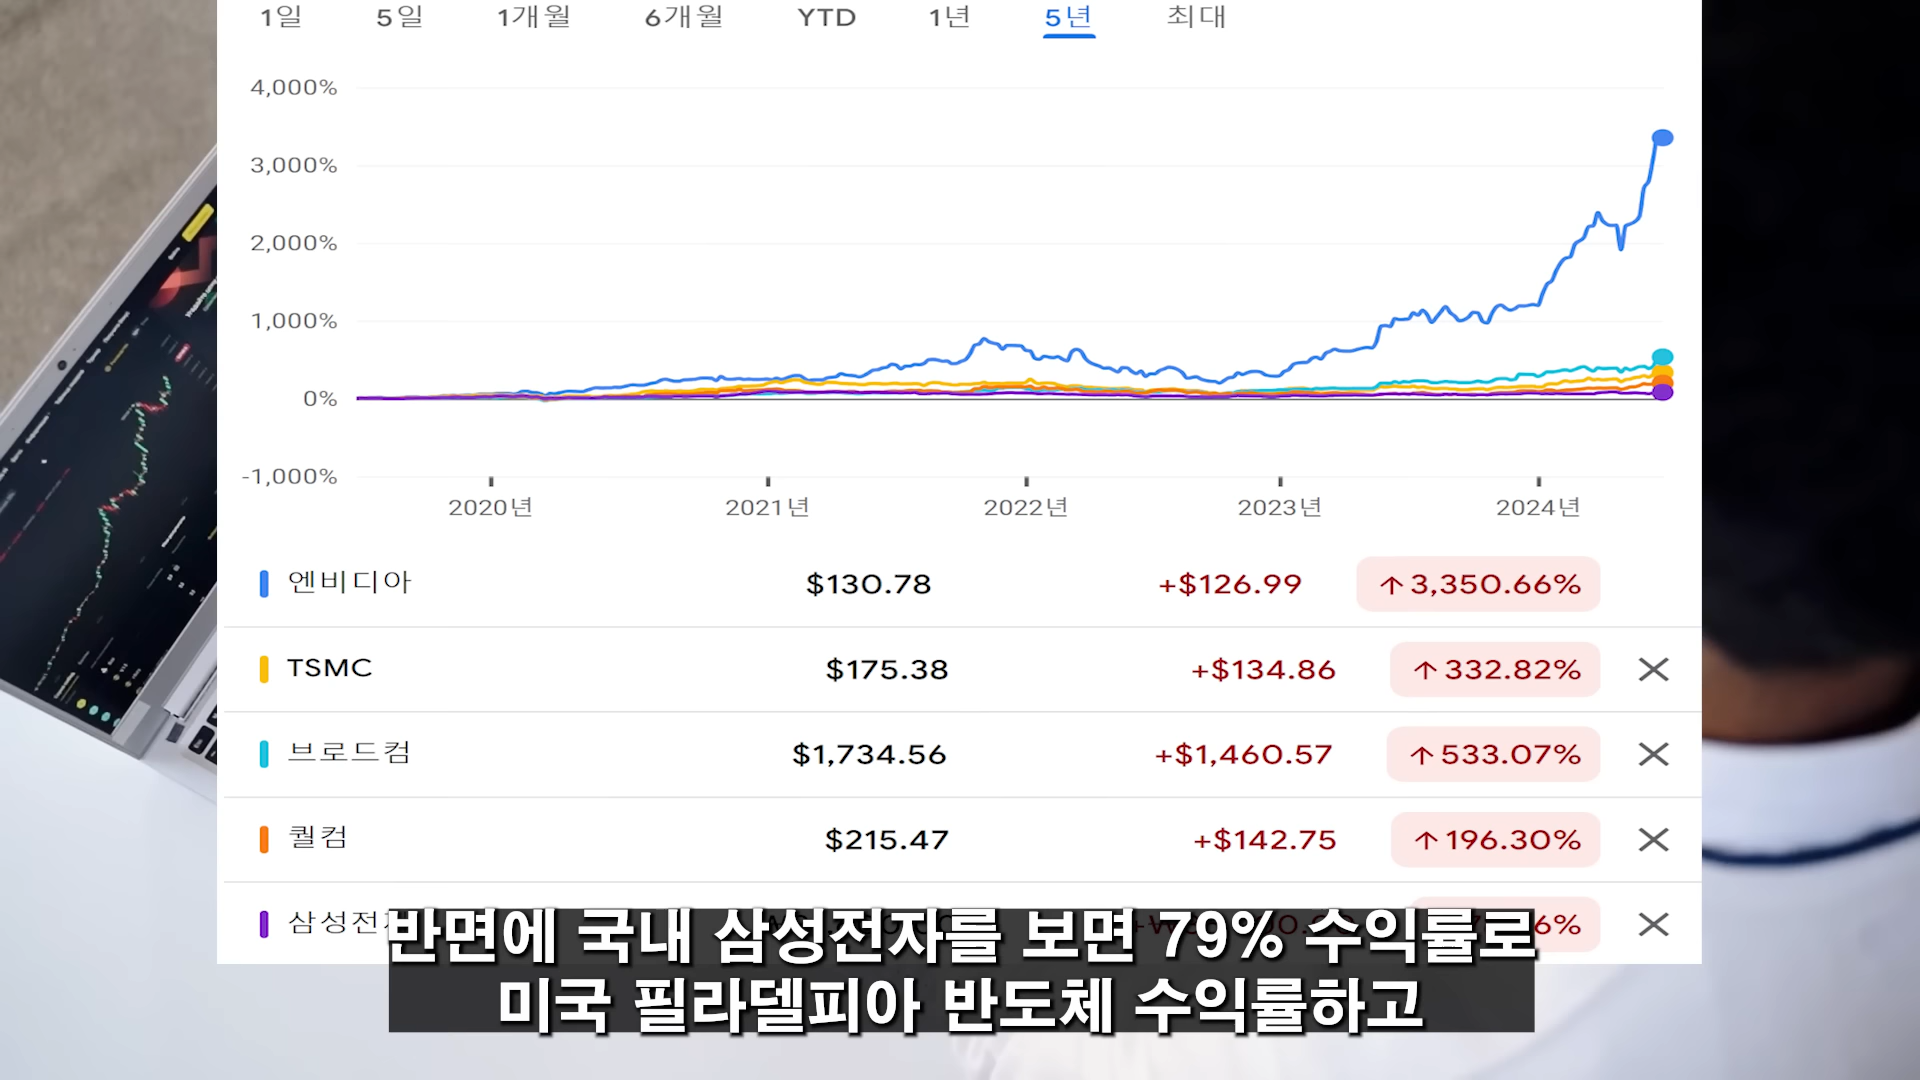 1일 5일 1개월 6개월 YTD 1년 5년 최대
4,000%
3,000%
2,000%
1,000%
0%
-1,000%
2020년 2021년 2022년 2023년 2024년
엔비디아 $130.78 +$126.99 ↑3,350.66%
TSMC $175.38 +$134.86 ↑332.82%
브로드컴 $1,734.56 +$1,460.57 ↑533.07%
퀄컴 $215.47 +$142.75 ↑196.30%
반면에 국내 삼성전자를 보면 79% 수익률로
미국 필라델피아 반도체 수익률하고